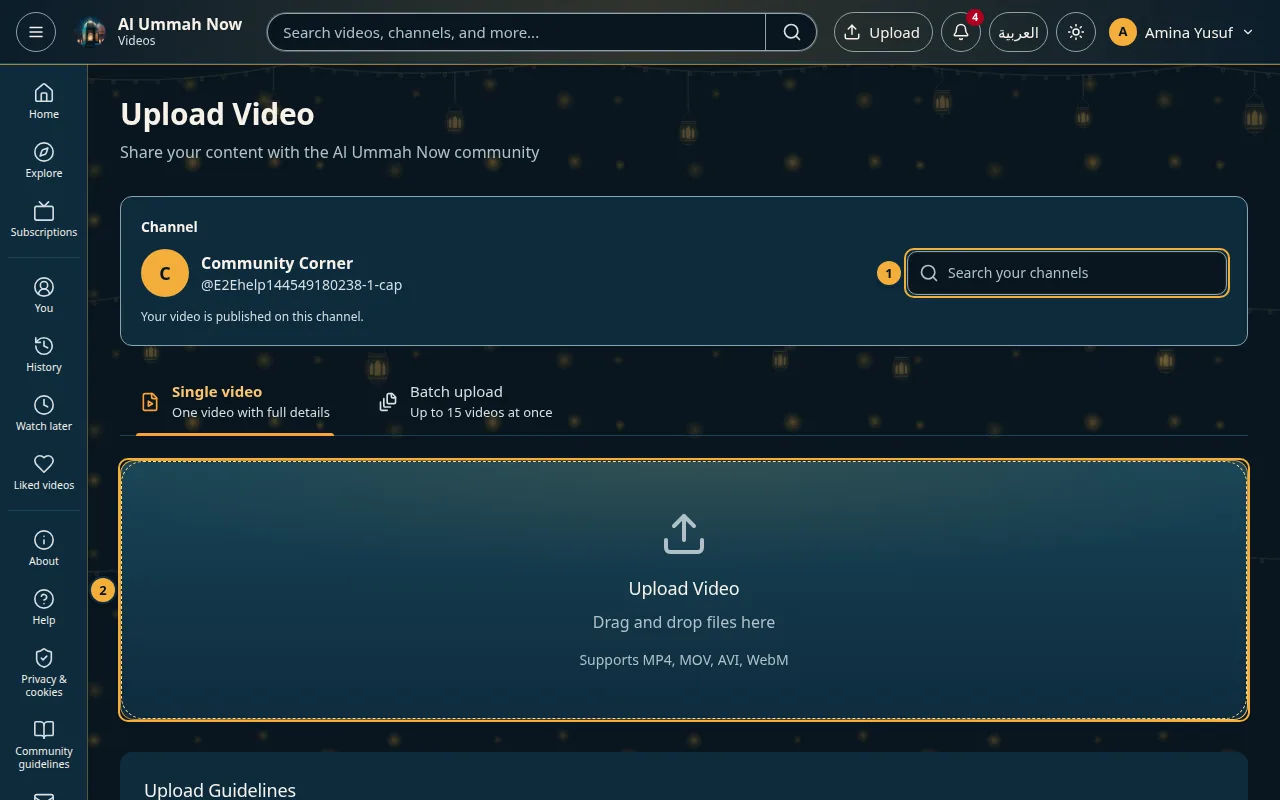 Al Ummah Now
Videos
Search videos, channels, and more...
Upload
4
العربية
A
Amina Yusuf
Home
Explore
Subscriptions
You
History
Watch later
Liked videos
About
Help
Privacy &
cookies
Community
guidelines
Upload Video
Share your content with the Al Ummah Now community
Channel
C
Community Corner
@E2Ehelp144549180238-1-cap
Your video is published on this channel.
1
Search your channels
Single video
One video with full details
Batch upload
Up to 15 videos at once
2
Upload Video
Drag and drop files here
Supports MP4, MOV, AVI, WebM
Upload Guidelines